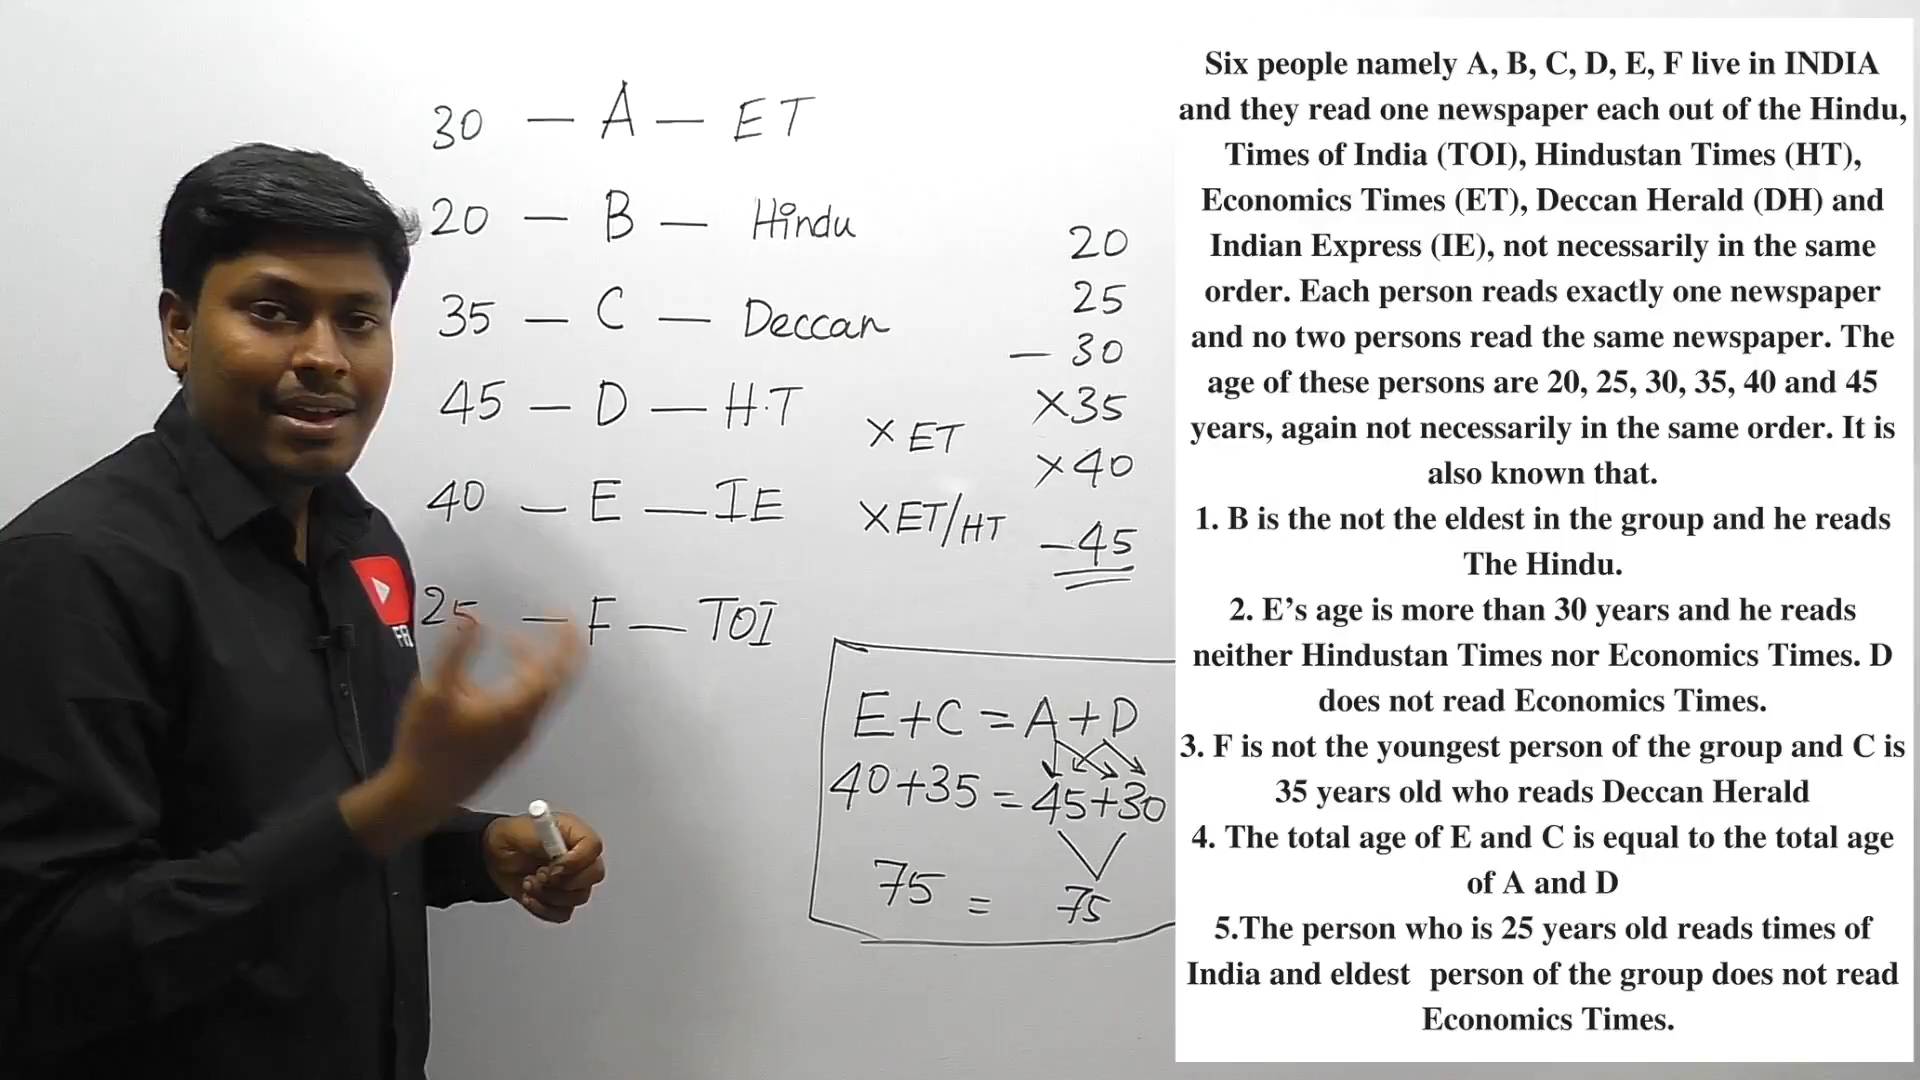 30 — A — ET
20 — B — Hindu
35 — C — Deccan
45 — D — H.T
×ET
40 — E — IE
×ET/HT
25 — F — TOI
20
25
— 30
×35
×40
—45
E+C = A+D
40+35 = 45+30
75 = 75
Six people namely A, B, C, D, E, F live in INDIA
and they read one newspaper each out of the Hindu,
Times of India (TOI), Hindustan Times (HT),
Economics Times (ET), Deccan Herald (DH) and
Indian Express (IE), not necessarily in the same
order. Each person reads exactly one newspaper
and no two persons read the same newspaper. The
age of these persons are 20, 25, 30, 35, 40 and 45
years, again not necessarily in the same order. It is
also known that.
1. B is the not the eldest in the group and he reads
The Hindu.
2. E’s age is more than 30 years and he reads
neither Hindustan Times nor Economics Times. D
does not read Economics Times.
3. F is not the youngest person of the group and C is
35 years old who reads Deccan Herald
4. The total age of E and C is equal to the total age
of A and D
5.The person who is 25 years old reads times of
India and eldest person of the group does not read
Economics Times.